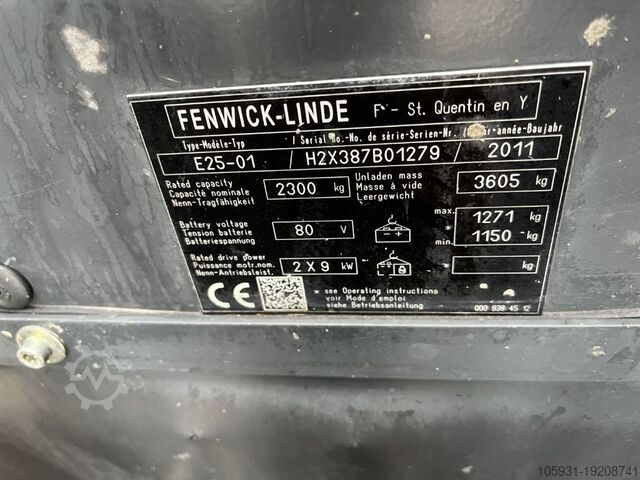 FENWICK-LINDE F - St. Quentin en Y
Type-Modèle-Typ / Serial no.-No. de série-Serien-Nr. / année-Baujahr
E25-01 / H2X387B01279 / 2011
Rated capacity
Capacité nominale
Nenn-Tragfähigkeit
2300 kg
Unladen mass
Masse à vide
Leergewicht
3605 kg
Battery voltage
Tension batterie
Batteriespannung
80 V
max. 1271 kg
*
min. 1150 kg
Rated drive power
Puissance motr.nom.
Nenn-Antriebsleist.
2 X 9 kW
* kg
CE
* see Operating instructions
voir Mode d'emploi
siehe Betriebsanleitung
000 938 45 12
105931-19208741